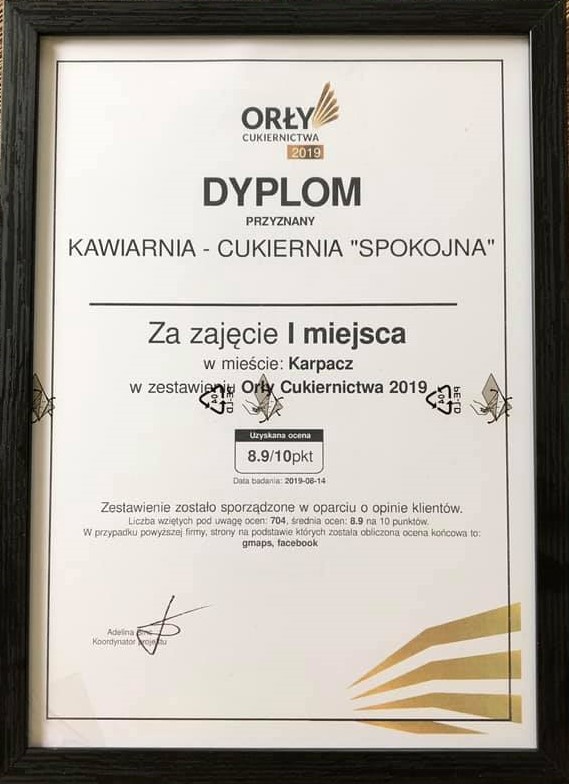 ORŁY
CUKIERNICTWA
2019
DYPLOM
PRZYZNANY
KAWIARNIA - CUKIERNIA "SPOKOJNA"
Za zajęcie I miejsca
w mieście: Karpacz
w zestawieniu Orły Cukiernictwa 2019
Uzyskana ocena
8.9/10pkt
Data badania: 2019-08-14
Zestawienie zostało sporządzone w oparciu o opinie klientów.
Liczba wziętych pod uwagę ocen: 704, średnia ocen: 8.9 na 10 punktów.
W przypadku powyższej firmy, strony na podstawie których została obliczona ocena końcowa to:
gmaps, facebook
Adelina
Koordynator projektu